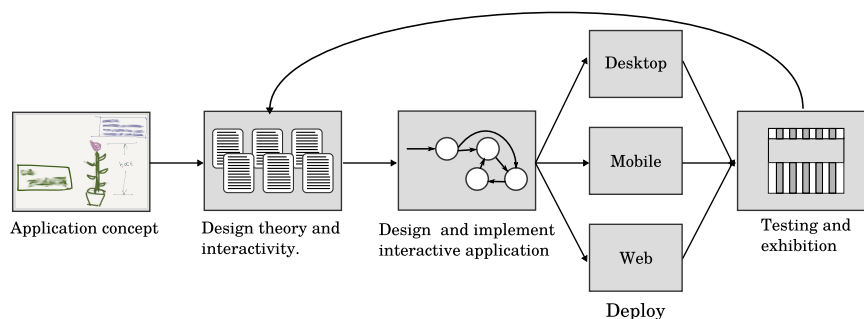 Application concept
Design theory and
interactivity.
Design and implement
interactive application
Desktop
Mobile
Web
Deploy
Testing and
exhibition